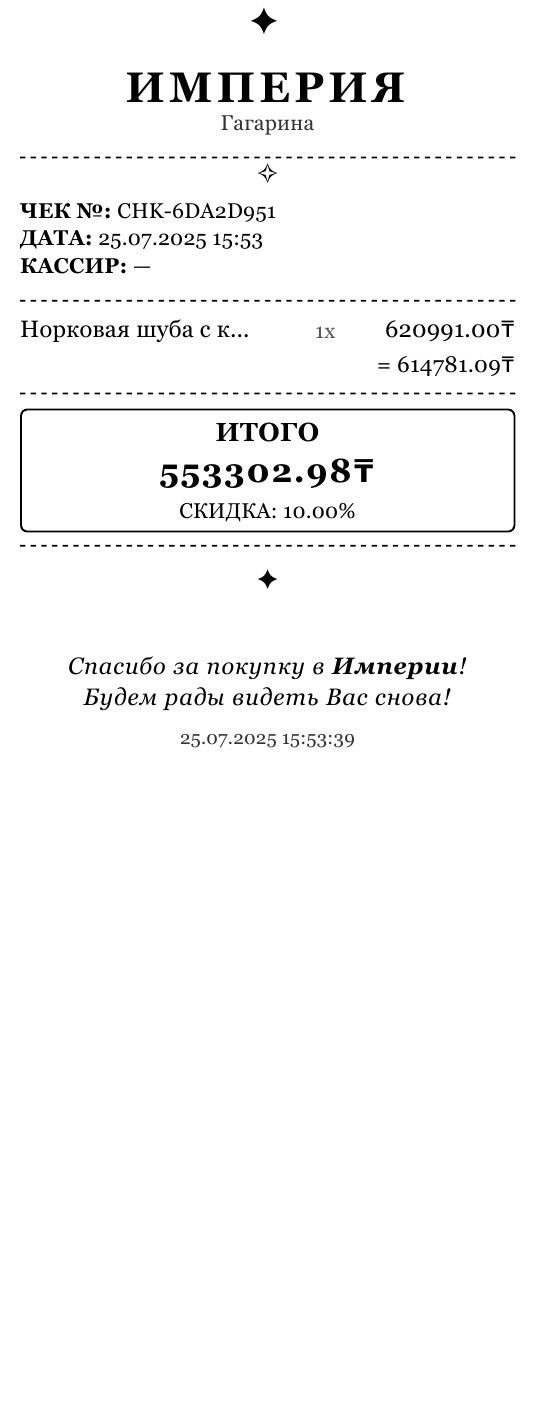 ИМПЕРИЯ
Гагарина
ЧЕК №: CHK-6DA2D951
ДАТА: 25.07.2025 15:53
КАССИР: —
Норковая шуба с к... 1x 620991.00₸
= 614781.09₸
ИТОГО
553302.98₸
СКИДКА: 10.00%
Спасибо за покупку в Империи!
Будем рады видеть Вас снова!
25.07.2025 15:53:39